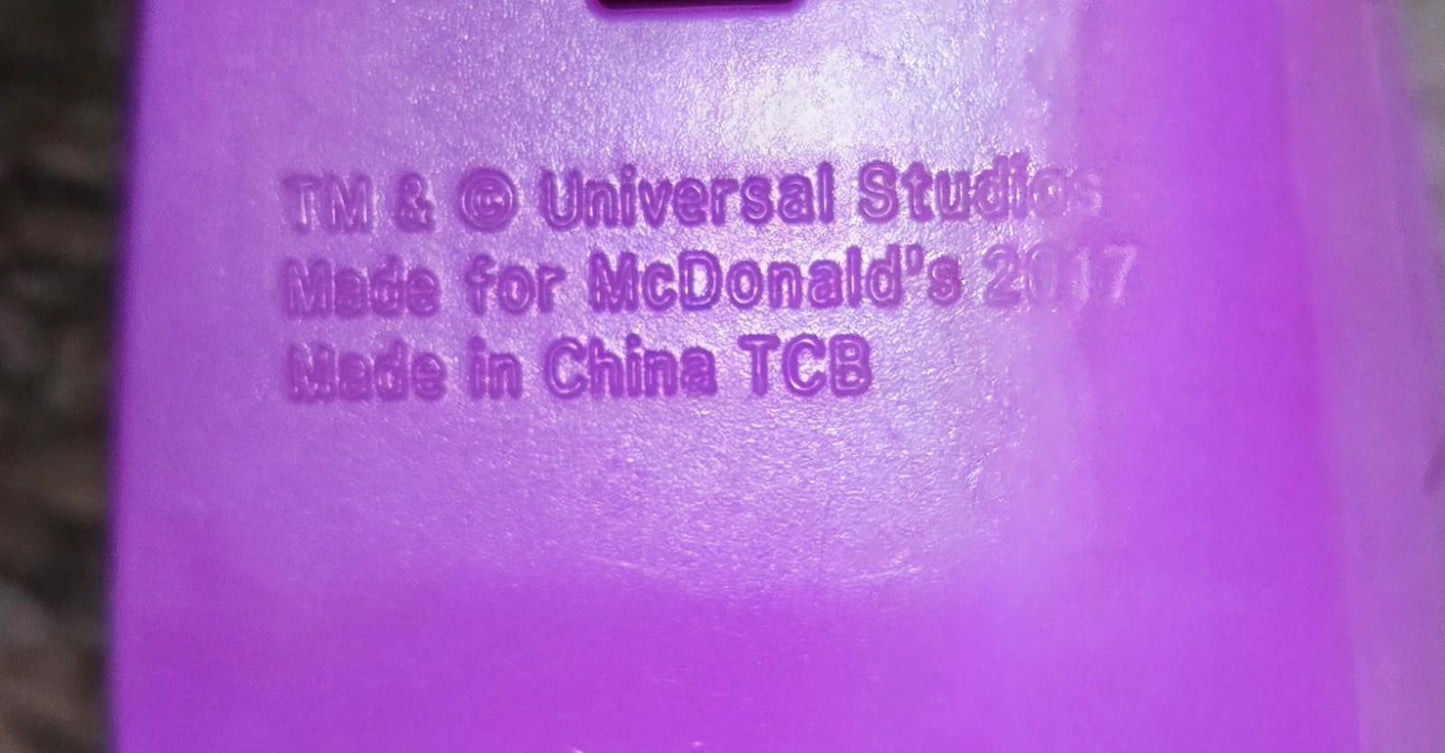 TM & © Universal Studios
Made for McDonald's 2017
Made in China TCB